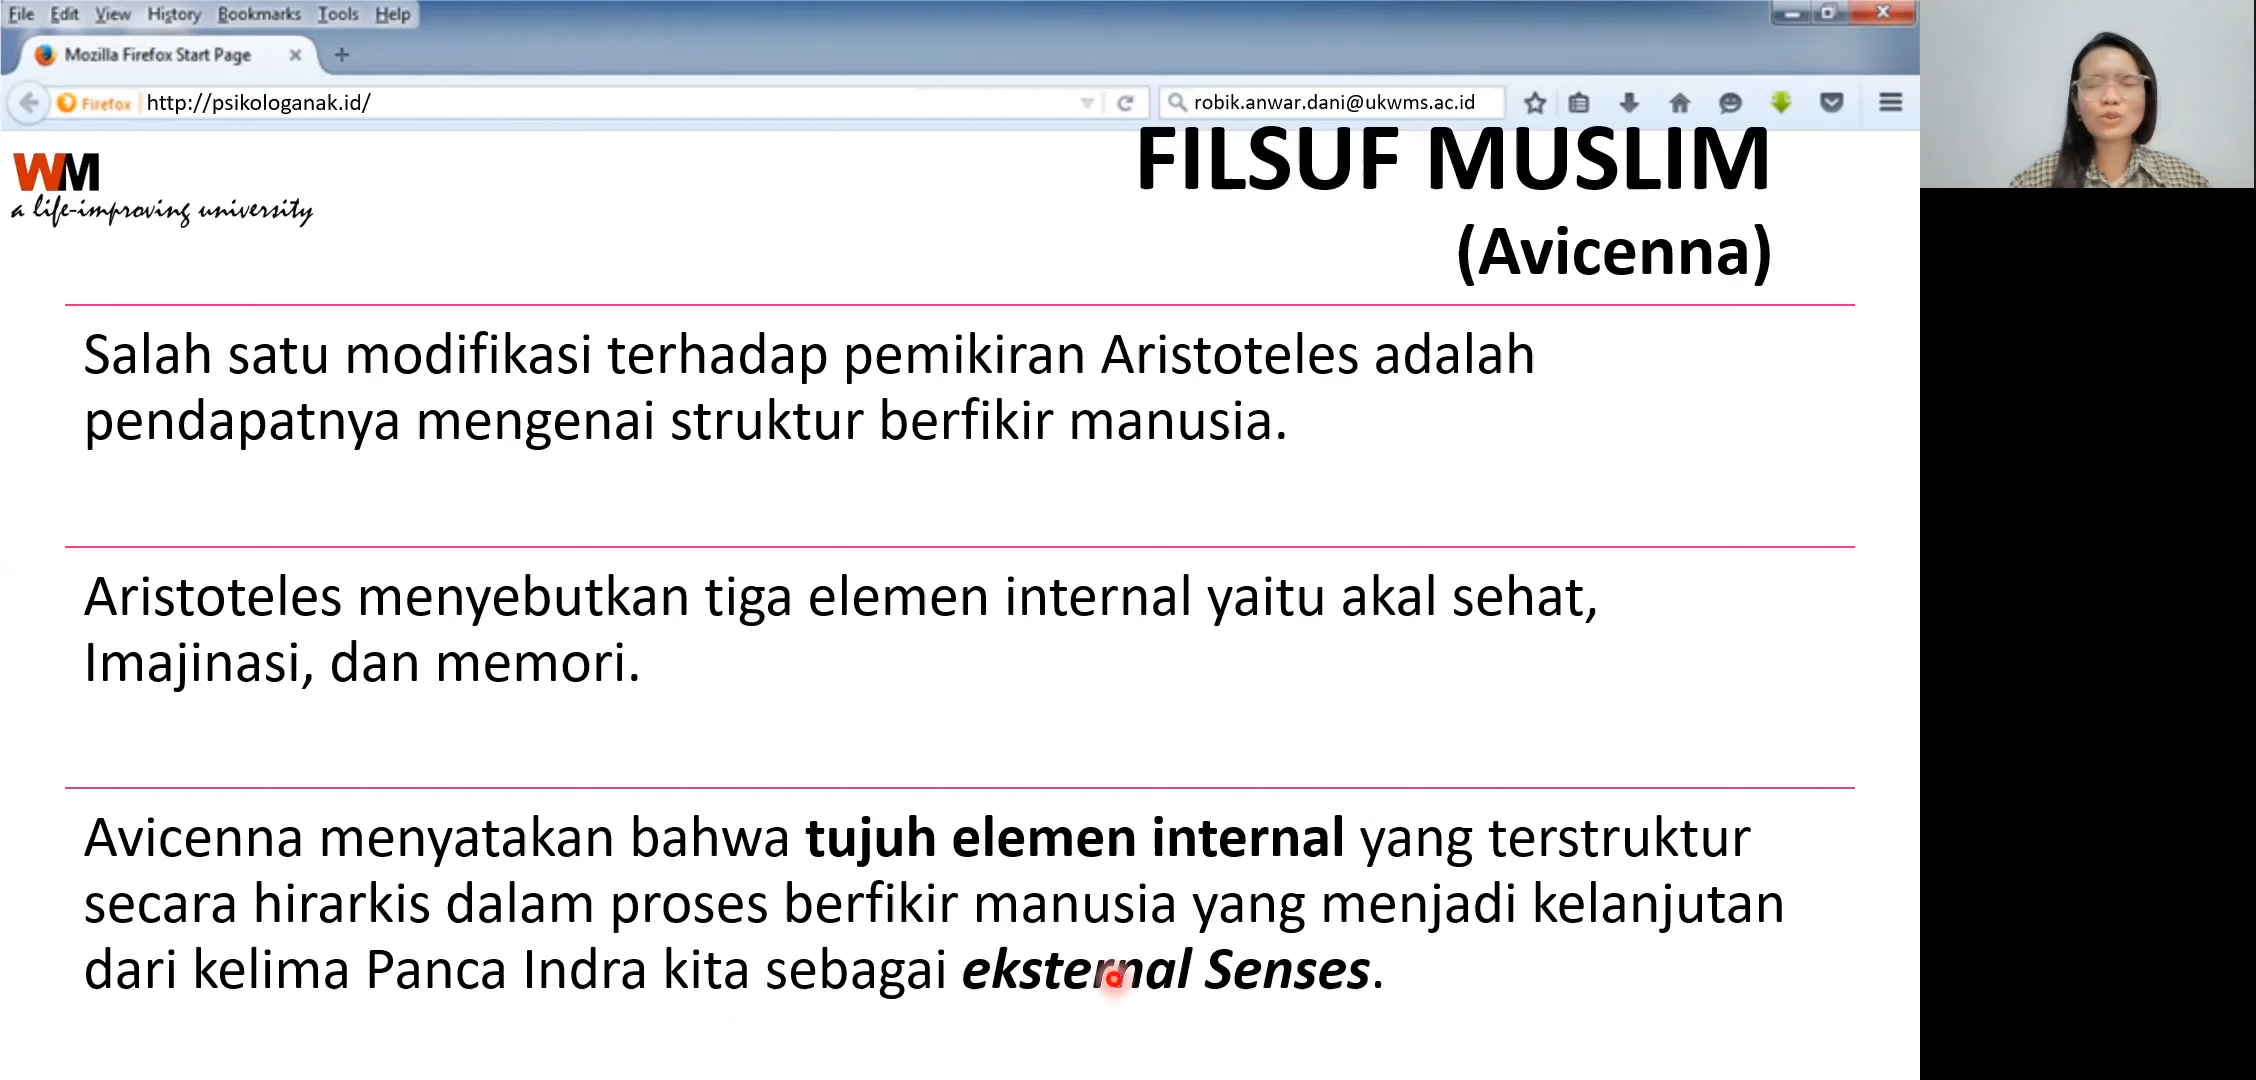 File Edit View History Bookmarks Tools Help
Mozilla Firefox Start Page
Firefox http://psikologanak.id/ robik.anwar.dani@ukwms.ac.id
WM
a life-improving university
FILSUF MUSLIM
(Avicenna)
Salah satu modifikasi terhadap pemikiran Aristoteles adalah
pendapatnya mengenai struktur berfikir manusia.
Aristoteles menyebutkan tiga elemen internal yaitu akal sehat,
Imajinasi, dan memori.
Avicenna menyatakan bahwa tujuh elemen internal yang terstruktur
secara hirarkis dalam proses berfikir manusia yang menjadi kelanjutan
dari kelima Panca Indra kita sebagai eksternal Senses.